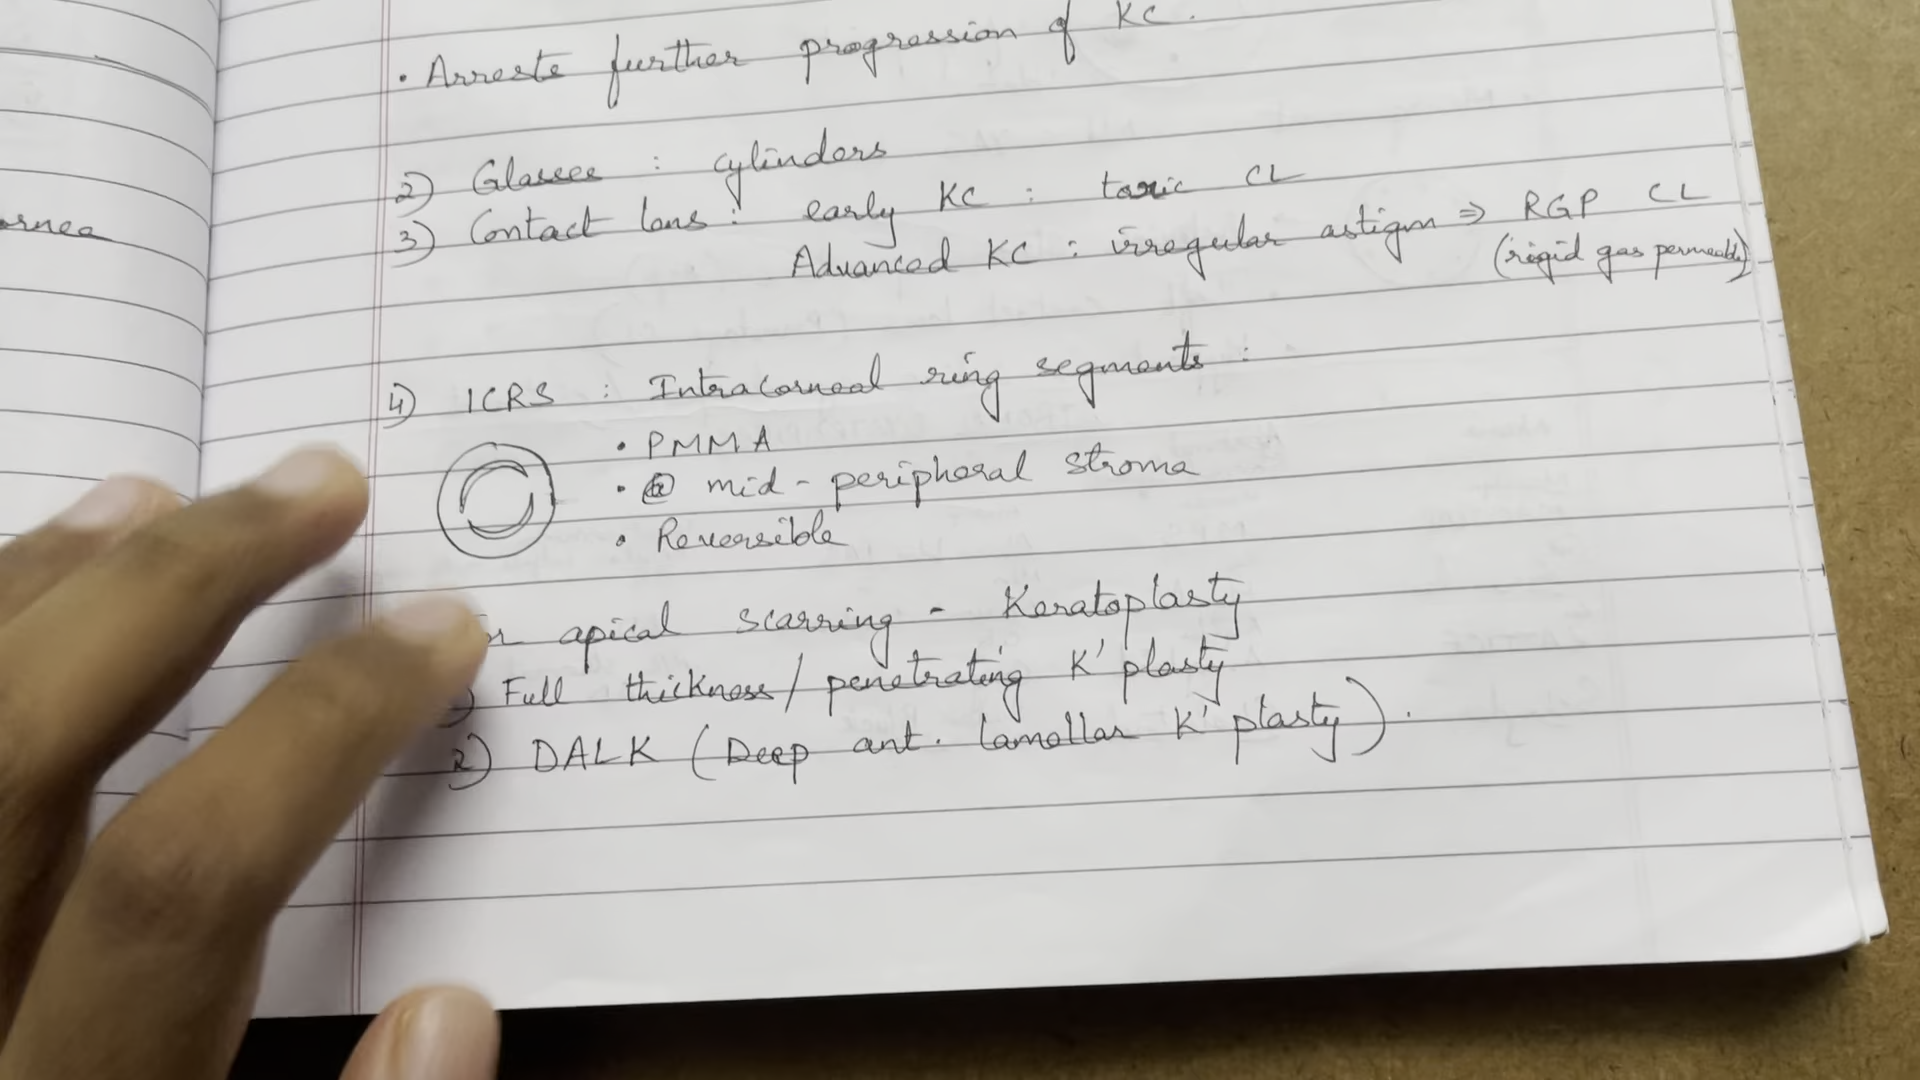 • Arrests further progression of KC.
2) Glasses : cylinders
3) Contact lens : early KC : toric CL
Advanced KC : irregular astigm ⇒ RGP CL
(rigid gas permeable)
ornea
4) ICRS : Intracorneal ring segments :
• PMMA
• @ mid-peripheral stroma
• Reversible
apical scarring - Keratoplasty
) Full thickness/penetrating K'plasty
2) DALK (Deep ant. lamellar K'plasty).